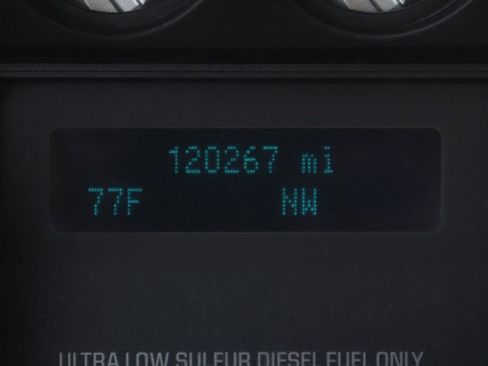 120267 mi
77F NW
ULTRA LOW SULFUR DIESEL FUEL ONLY